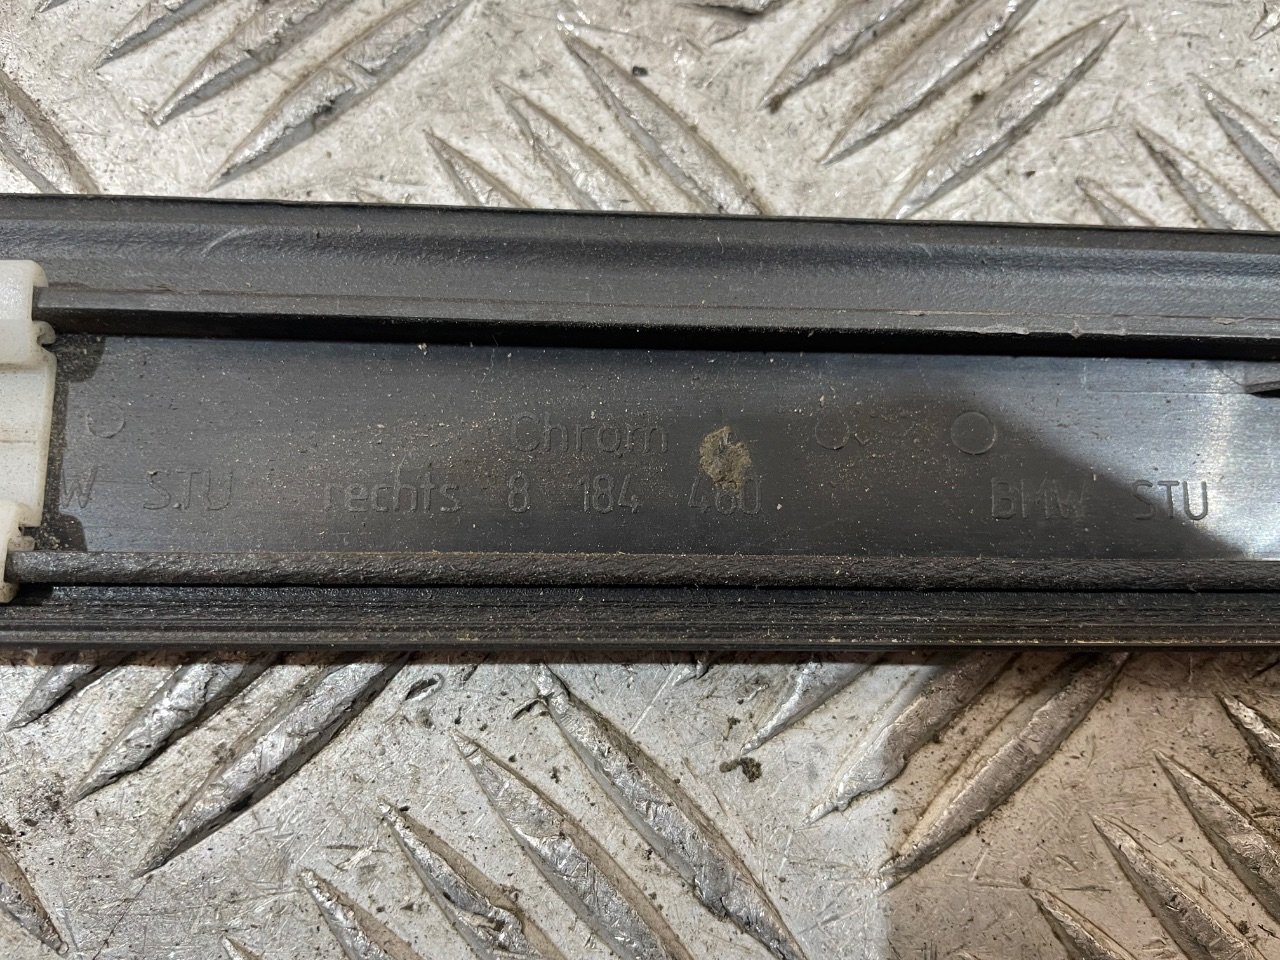 Chrom
W S.TU rechts 8 184 460 BMW STU